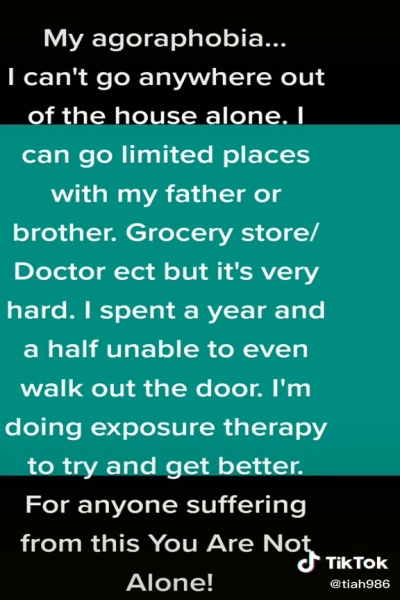 My agoraphobia...
I can't go anywhere out
of the house alone. I
can go limited places
with my father or
brother. Grocery store/
Doctor ect but it's very
hard. I spent a year and
a half unable to even
walk out the door. I'm
doing exposure therapy
to try and get better.
For anyone suffering
from this You Are Not
Alone!
TikTok
@tiah986